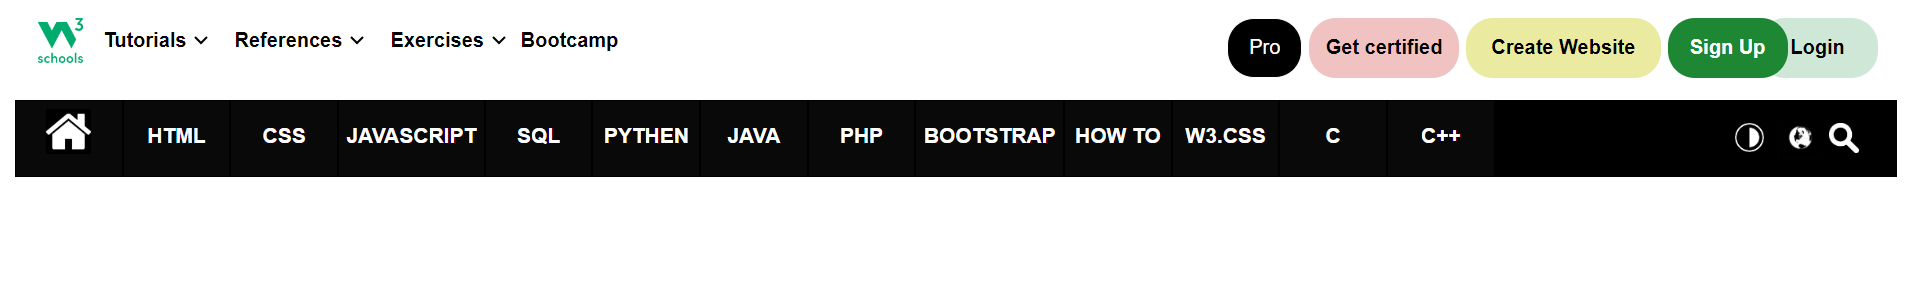 3
schools
Tutorials References Exercises Bootcamp Pro Get certified Create Website Sign Up Login
HTML CSS JAVASCRIPT SQL PYTHEN JAVA PHP BOOTSTRAP HOW TO W3.CSS C C++